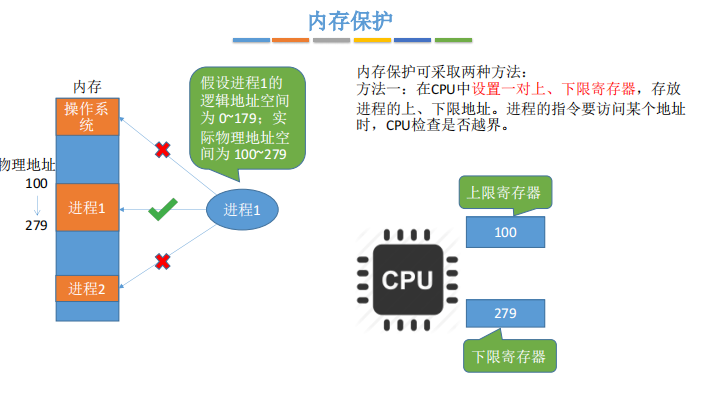 内存保护
内存
操作系
统
物理地址
100
279
进程1
进程2
假设进程1的
逻辑地址空间
为 0~179；实
际物理地址空
间为 100~279
进程1
内存保护可采取两种方法：
方法一：在CPU中设置一对上、下限寄存器，存放
进程的上、下限地址。进程的指令要访问某个地址
时，CPU检查是否越界。
上限寄存器
100
CPU
279
下限寄存器